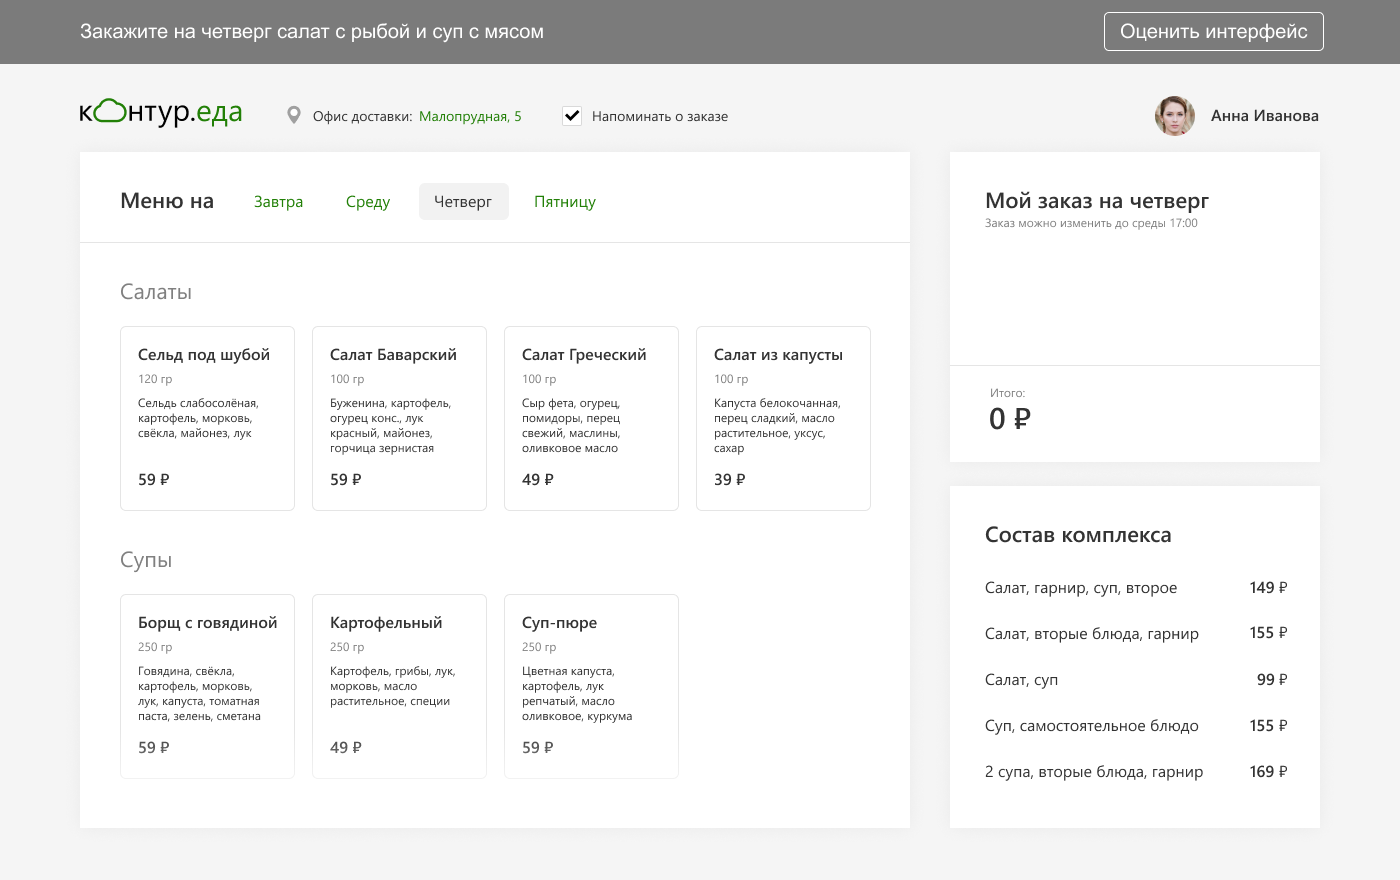 Закажите на четверг салат с рыбой и суп с мясом
Оценить интерфейс
контур.еда
Офис доставки: Малопрудная, 5
Напоминать о заказе
Анна Иванова
Меню на
Завтра
Среду
Четверг
Пятницу
Салаты
Сельд под шубой
120 гр
Сельдь слабосолёная,
картофель, морковь,
свёкла, майонез, лук
59 ₽
Салат Баварский
100 гр
Буженина, картофель,
огурец конс., лук
красный, майонез,
горчица зернистая
59 ₽
Салат Греческий
100 гр
Сыр фета, огурец,
помидоры, перец
свежий, маслины,
оливковое масло
49 ₽
Салат из капусты
100 гр
Капуста белокочанная,
перец сладкий, масло
растительное, уксус,
сахар
39 ₽
Супы
Борщ с говядиной
250 гр
Говядина, свёкла,
картофель, морковь,
лук, капуста, томатная
паста, зелень, сметана
59 ₽
Картофельный
250 гр
Картофель, грибы, лук,
морковь, масло
растительное, специи
49 ₽
Суп-пюре
250 гр
Цветная капуста,
картофель, лук
репчатый, масло
оливковое, куркума
59 ₽
Мой заказ на четверг
Заказ можно изменить до среды 17:00
Итого:
0 ₽
Состав комплекса
Салат, гарнир, суп, второе 149 ₽
Салат, вторые блюда, гарнир 155 ₽
Салат, суп 99 ₽
Суп, самостоятельное блюдо 155 ₽
2 супа, вторые блюда, гарнир 169 ₽